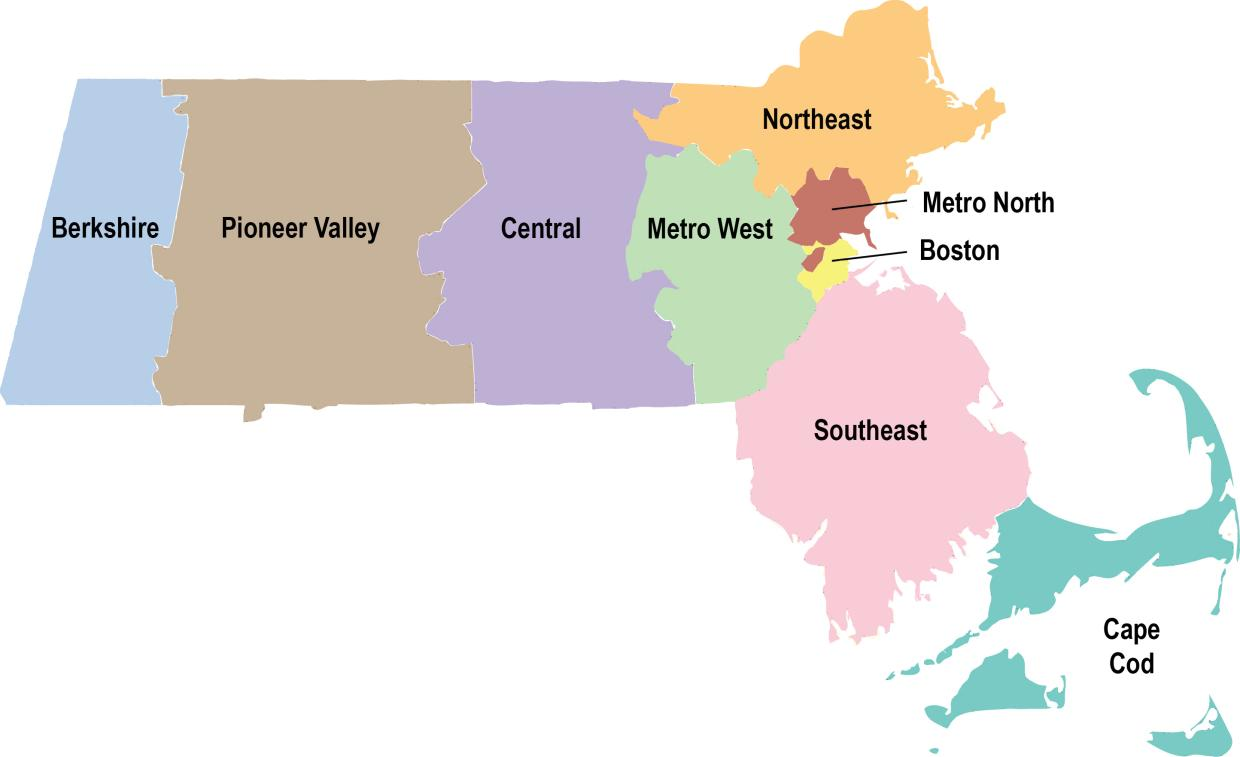 Northeast
Metro North
Berkshire
Pioneer Valley
Central
Metro West
Boston
Southeast
Cape
Cod